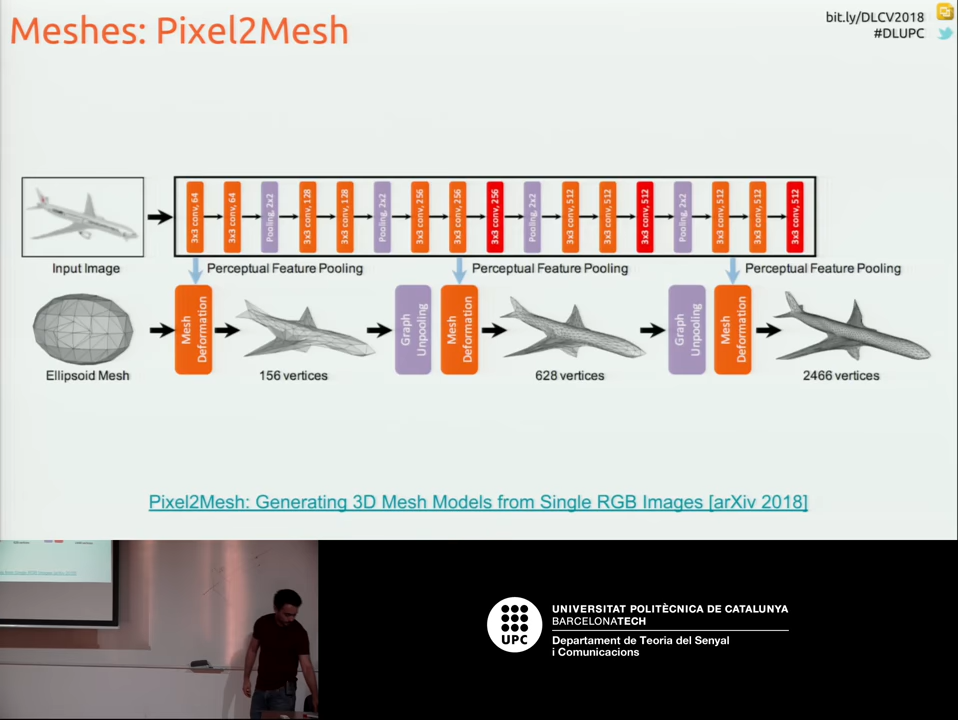 Meshes: Pixel2Mesh
bit.ly/DLCV2018
#DLUPC
3x3 conv, 64
3x3 conv, 64
Pooling, 2x2
3x3 conv, 128
3x3 conv, 128
Pooling, 2x2
3x3 conv, 256
3x3 conv, 256
3x3 conv, 256
Pooling, 2x2
3x3 conv, 512
3x3 conv, 512
3x3 conv, 512
Pooling, 2x2
3x3 conv, 512
3x3 conv, 512
3x3 conv, 512
Input Image
Perceptual Feature Pooling
Perceptual Feature Pooling
Perceptual Feature Pooling
Mesh
Deformation
Graph
Unpooling
Mesh
Deformation
Graph
Unpooling
Mesh
Deformation
Ellipsoid Mesh
156 vertices
628 vertices
2466 vertices
Pixel2Mesh: Generating 3D Mesh Models from Single RGB Images [arXiv 2018]
UPC
UNIVERSITAT POLITÈCNICA DE CATALUNYA
BARCELONATECH
Departament de Teoria del Senyal
i Comunicacions